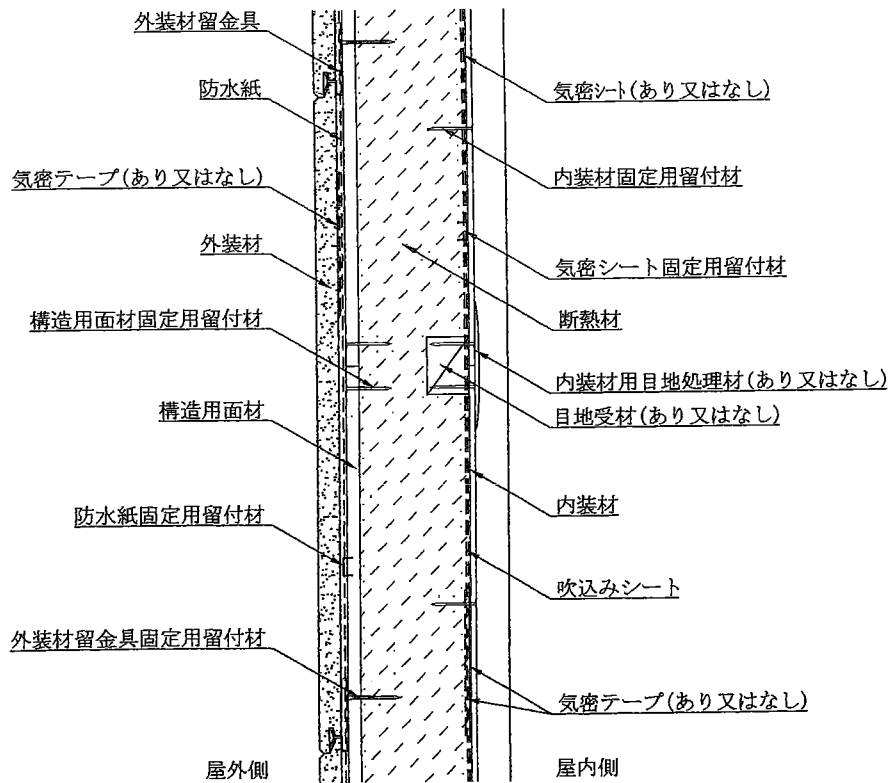 外装材留金具
防水紙
気密テープ(あり又はなし)
外装材
構造用面材固定用留付材
構造用面材
防水紙固定用留付材
外装材留金具固定用留付材
屋外側
気密シート(あり又はなし)
内装材固定用留付材
気密シート固定用留付材
断熱材
内装材用目地処理材(あり又はなし)
目地受材(あり又はなし)
内装材
吹込みシート
気密テープ(あり又はなし)
屋内側